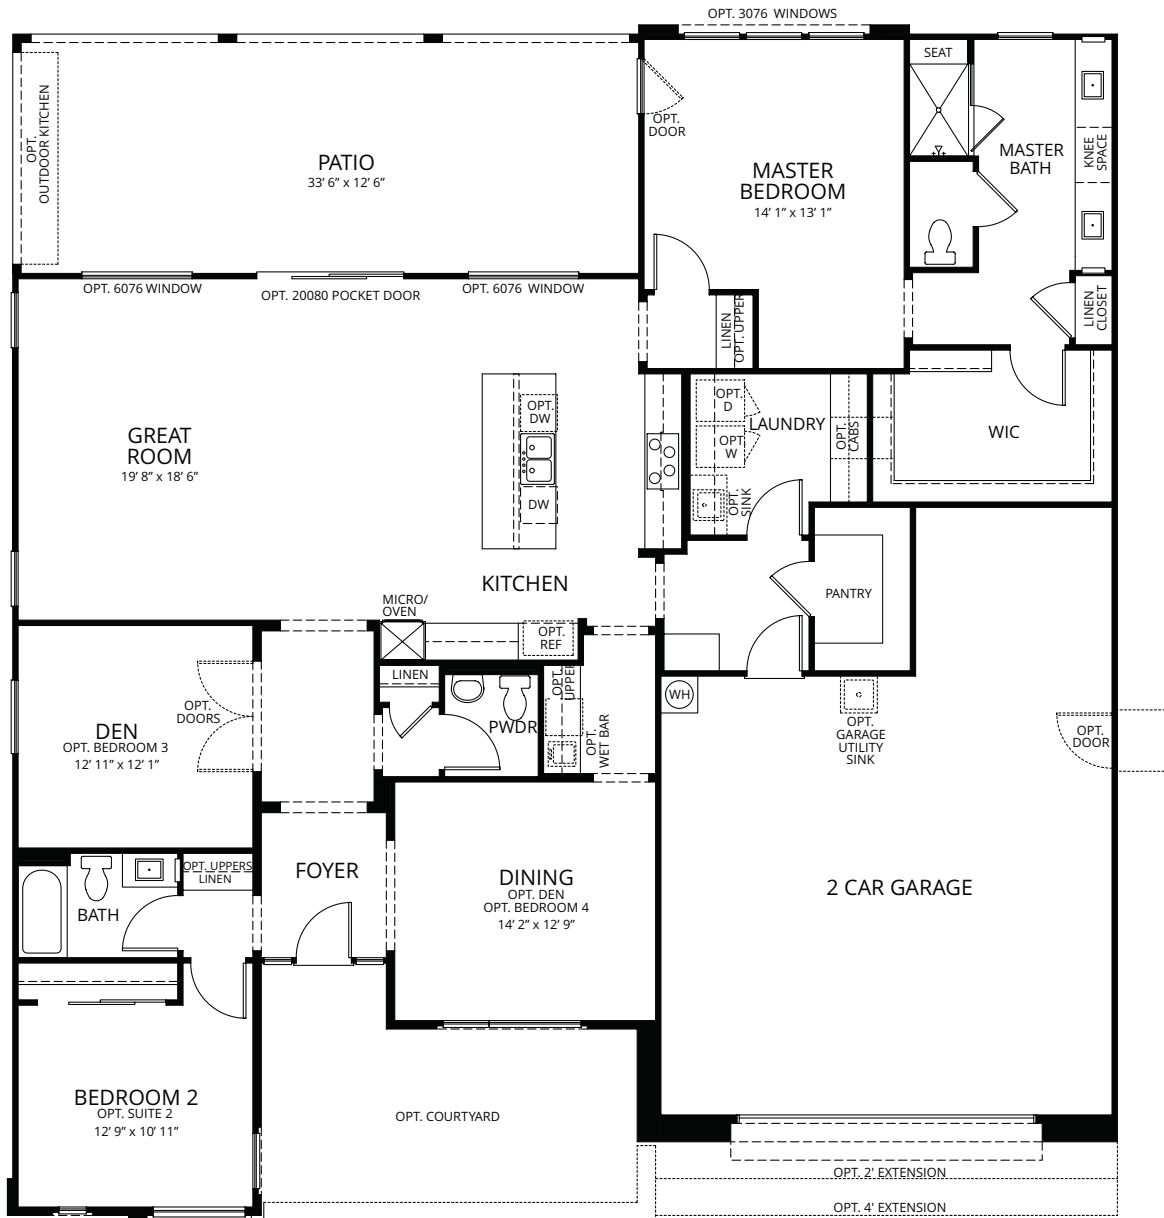 OPT. 3076 WINDOWS
OPT.
OUTDOOR KITCHEN
PATIO
33' 6” x 12' 6”
OPT.
DOOR
MASTER
BEDROOM
14' 1” x 13' 1”
SEAT
MASTER
BATH
KNEE
SPACE
OPT. 6076 WINDOW
OPT. 20080 POCKET DOOR
OPT. 6076 WINDOW
LINEN
OPT. UPPER
LINEN
CLOSET
GREAT
ROOM
19' 8” x 18' 6”
OPT.
DW
DW
OPT.
D
OPT
W
LAUNDRY
OPT.
CABS
OPT.
SINK
WIC
KITCHEN
MICRO/
OVEN
OPT.
REF
PANTRY
LINEN
OPT.
UPPER
PWDR
OPT.
WET BAR
WH
OPT.
GARAGE
UTILITY
SINK
OPT.
DOOR
DEN
OPT. BEDROOM 3
12' 11” x 12' 1”
OPT.
DOORS
OPT. UPPERS
LINEN
BATH
FOYER
DINING
OPT. DEN
OPT. BEDROOM 4
14' 2” x 12' 9”
2 CAR GARAGE
BEDROOM 2
OPT. SUITE 2
12' 9” x 10' 11”
OPT. COURTYARD
OPT. 2' EXTENSION
OPT. 4' EXTENSION